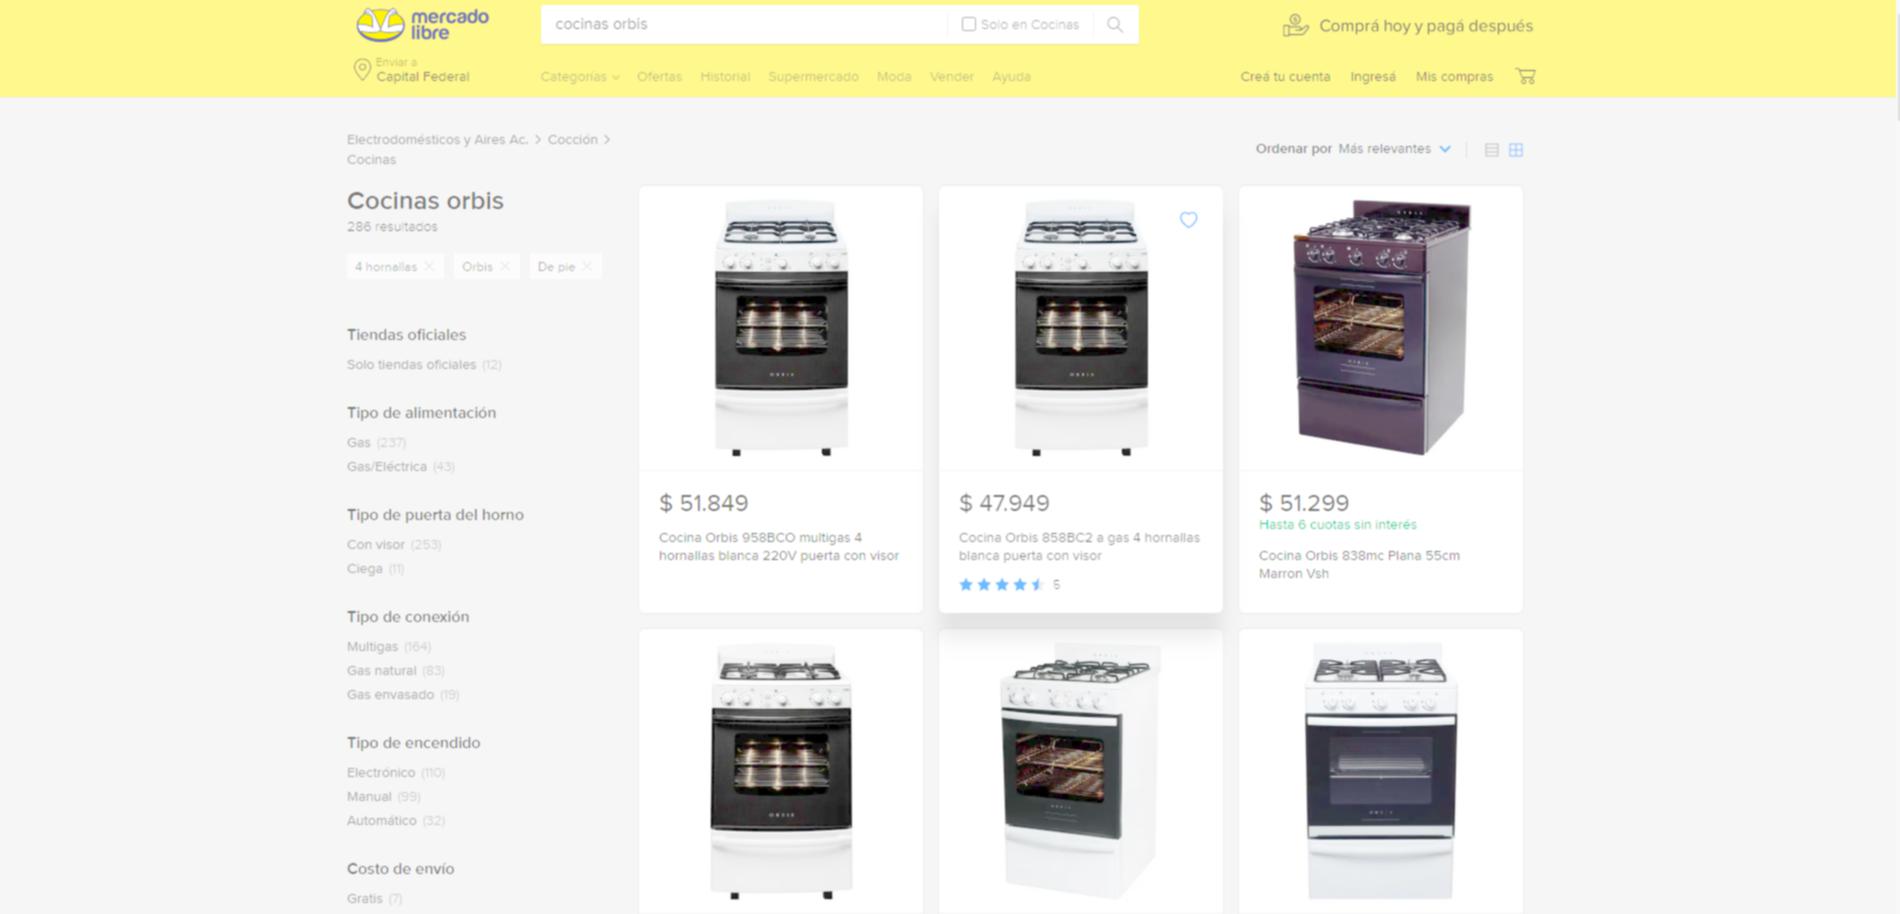 mercado
libre
cocinas orbis
Solo en Cocinas
Comprá hoy y pagá después
Enviar a
Capital Federal
Categorías
Ofertas
Historial
Supermercado
Moda
Vender
Ayuda
Creá tu cuenta
Ingresá
Mis compras
Electrodomésticos y Aires Ac. > Cocción >
Cocinas
Ordenar por Más relevantes
Cocinas orbis
286 resultados
4 hornallas
Orbis
De pie
Tiendas oficiales
Solo tiendas oficiales (12)
Tipo de alimentación
Gas (237)
Gas/Eléctrica (43)
Tipo de puerta del horno
Con visor (253)
Ciega (11)
Tipo de conexión
Multigas (164)
Gas natural (83)
Gas envasado (19)
Tipo de encendido
Electrónico (110)
Manual (99)
Automático (32)
Costo de envío
Gratis (7)
ORBIS
$ 51.849
Cocina Orbis 958BCO multigas 4
hornallas blanca 220V puerta con visor
ORBIS
$ 47.949
Cocina Orbis 858BC2 a gas 4 hornallas
blanca puerta con visor
5
$ 51.299
Hasta 6 cuotas sin interés
Cocina Orbis 838mc Plana 55cm
Marron Vsh
ORBIS